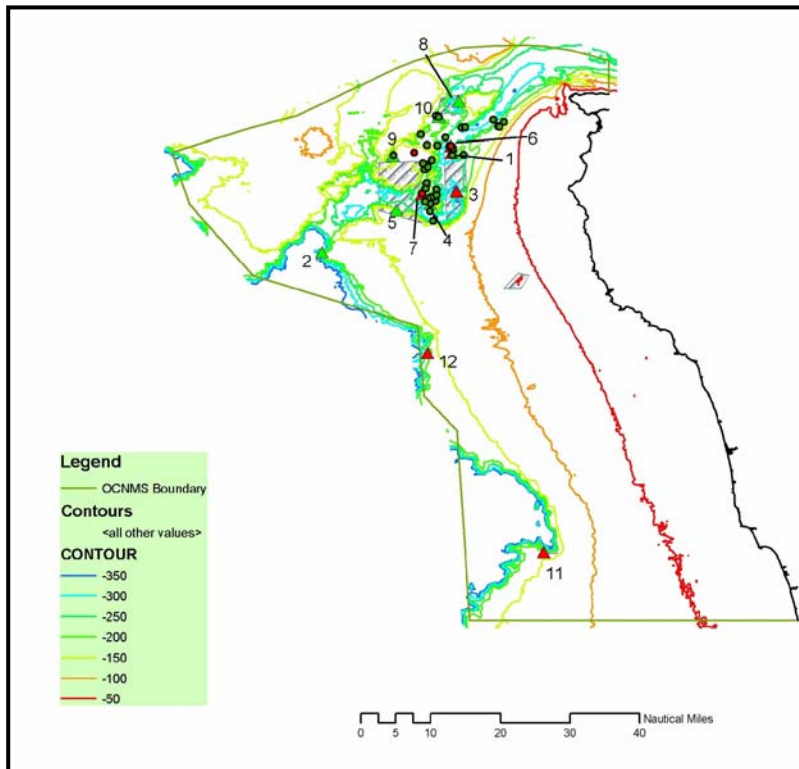 8
10
9
6
1
3
5
7
4
2
12
11
Legend
OCNMS Boundary
Contours
<all other values>
CONTOUR
-350
-300
-250
-200
-150
-100
-50
Nautical Miles
0 5 10 20 30 40